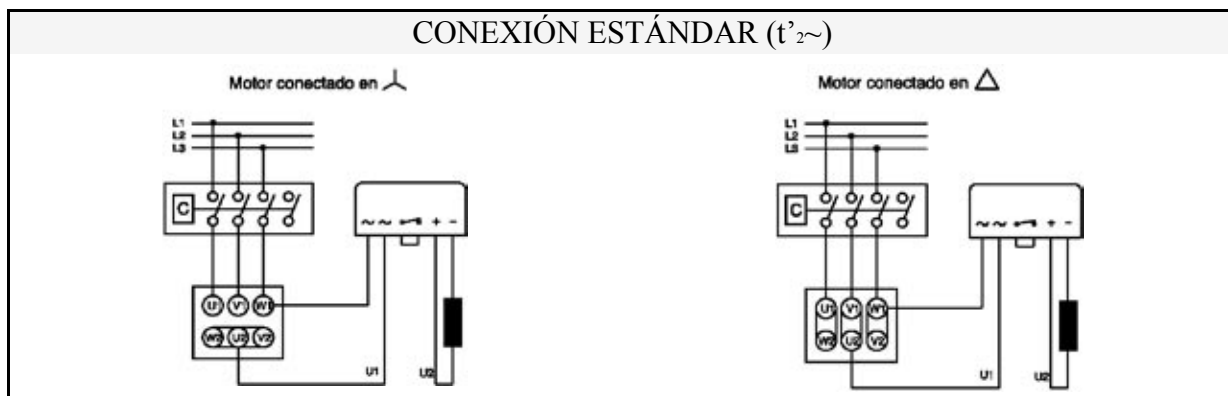 CONEXIÓN ESTÁNDAR (t’₂~)
Motor conectado en
L1
L2
L3
C
~ ~ + -
U1 V1 W1
W2 U2 V2
U1 U2
Motor conectado en △
L1
L2
L3
C
~ ~ + -
U1 V1 W1
W2 U2 V2
U1 U2